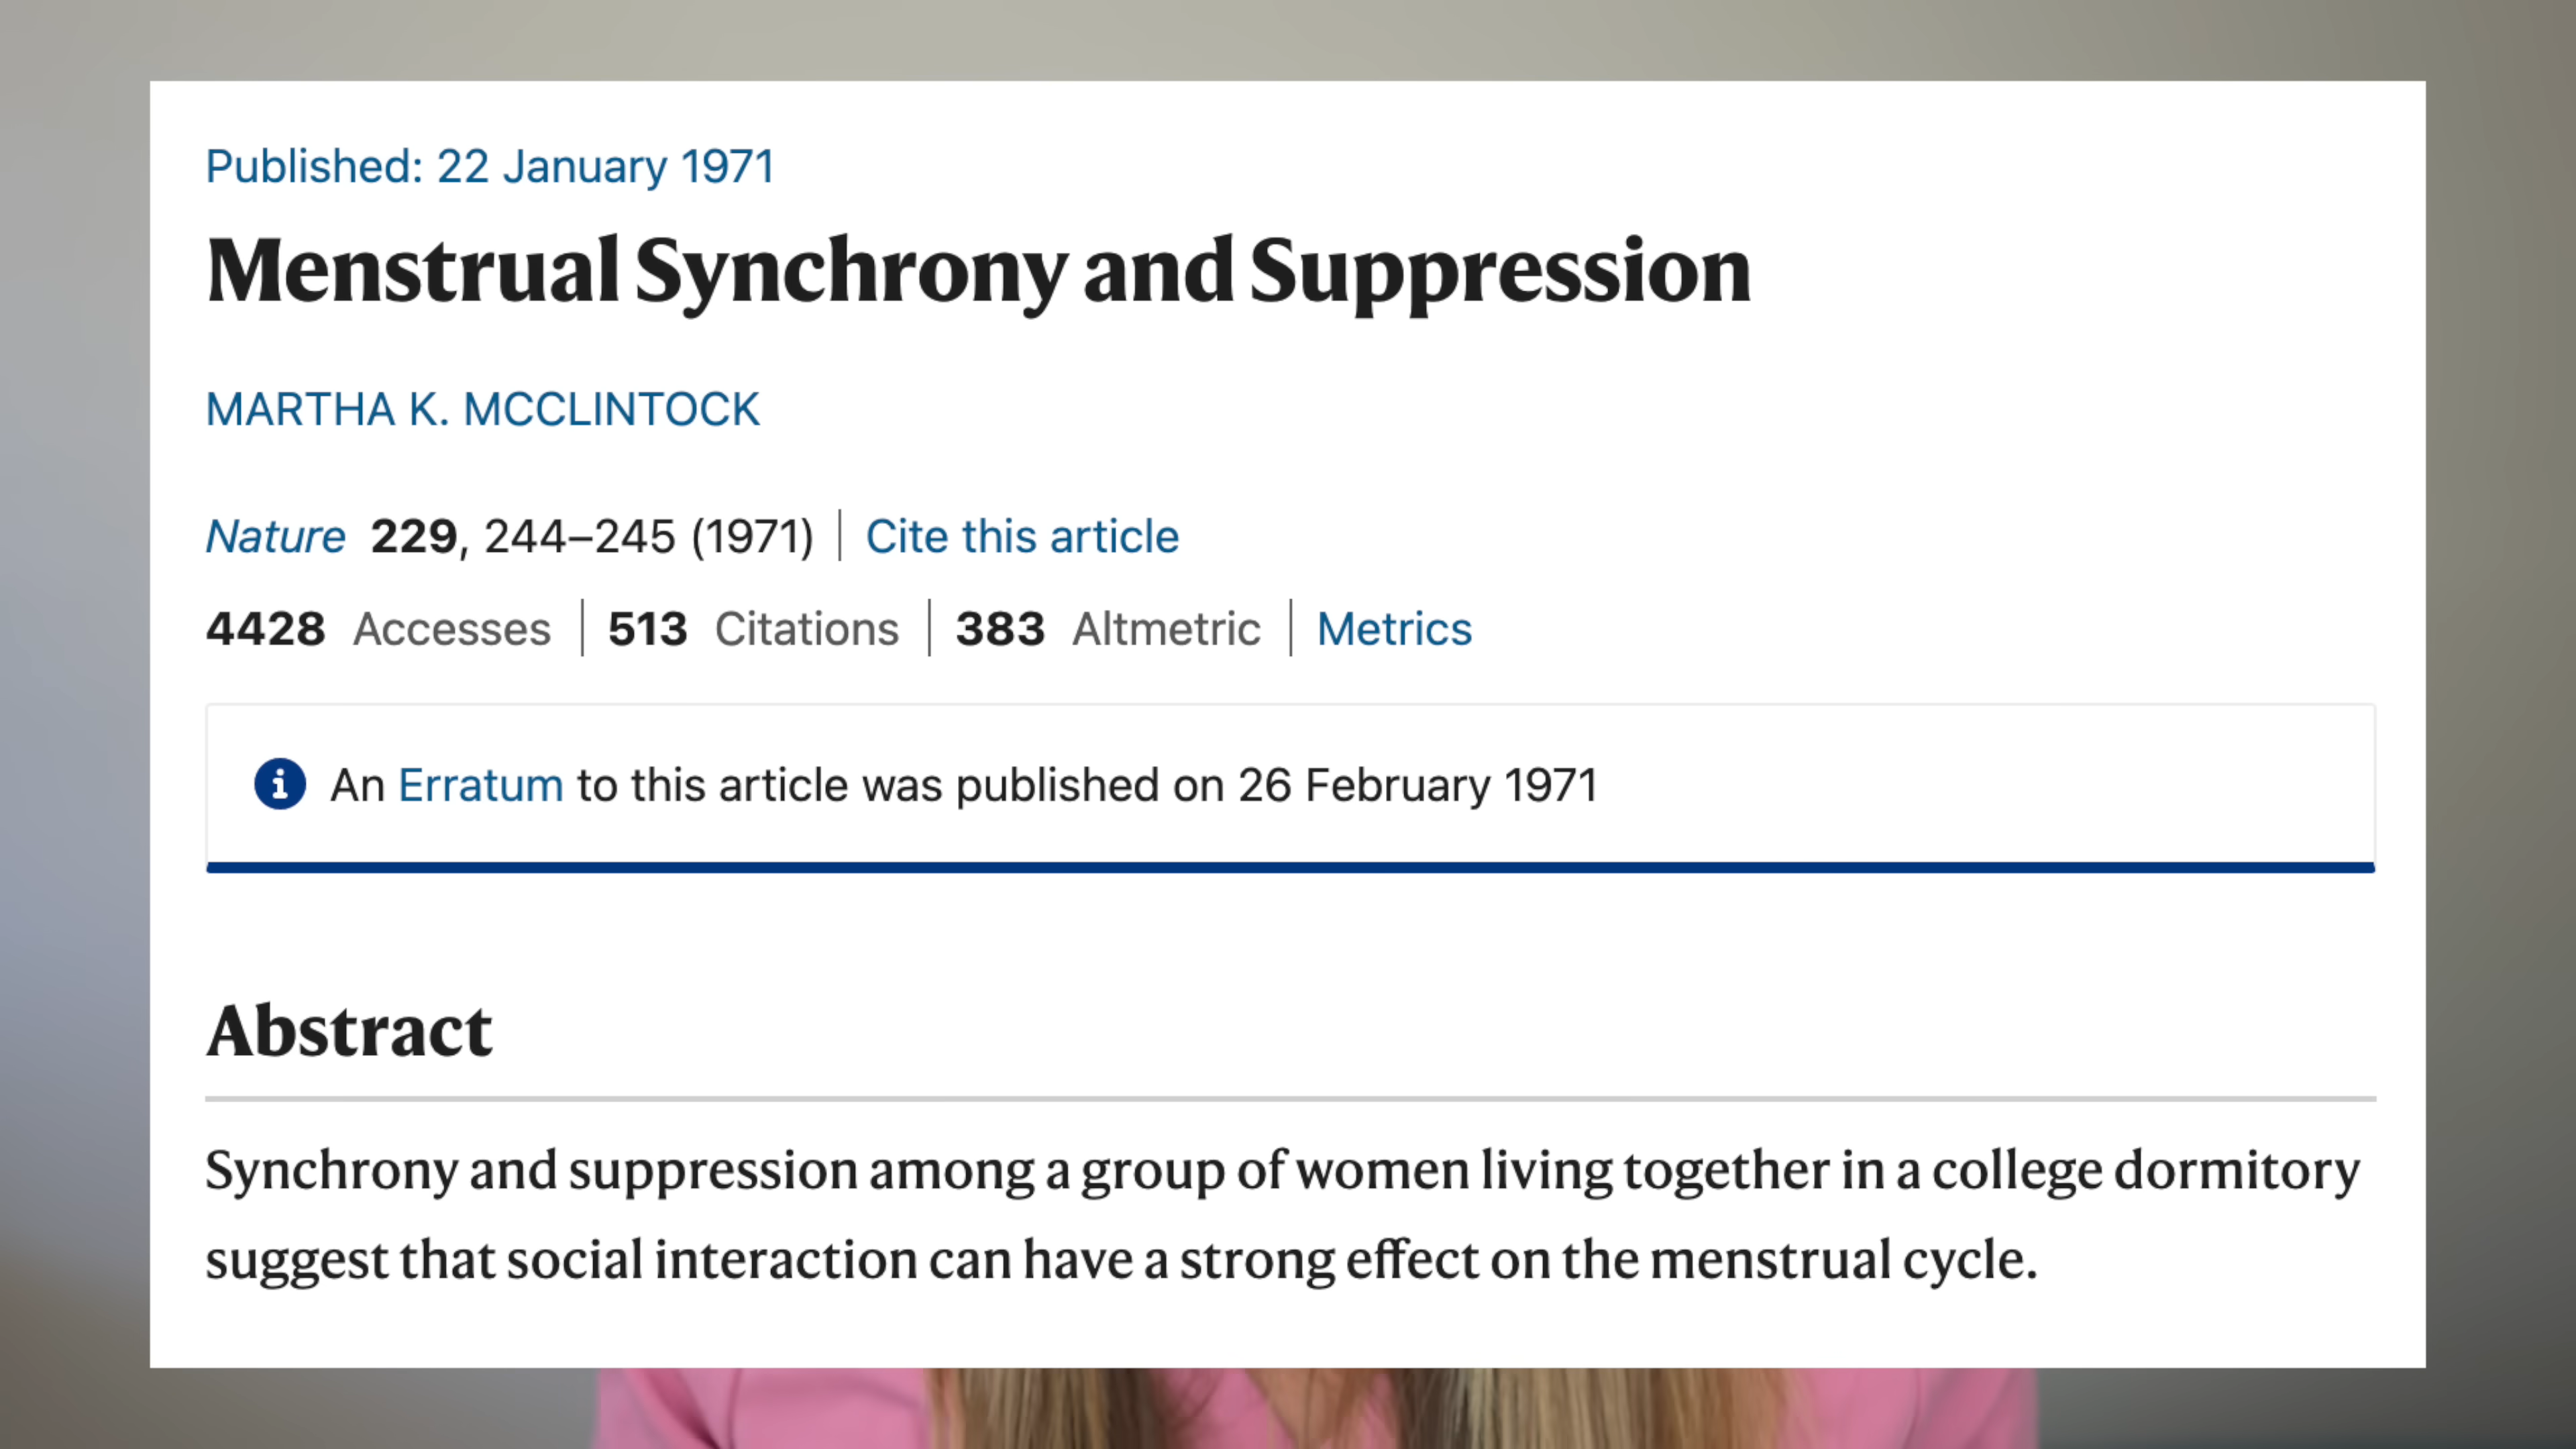 Published: 22 January 1971
Menstrual Synchrony and Suppression
MARTHA K. MCCLINTOCK
Nature 229, 244–245 (1971) | Cite this article
4428 Accesses | 513 Citations | 383 Altmetric | Metrics
An Erratum to this article was published on 26 February 1971
Abstract
Synchrony and suppression among a group of women living together in a college dormitory
suggest that social interaction can have a strong effect on the menstrual cycle.